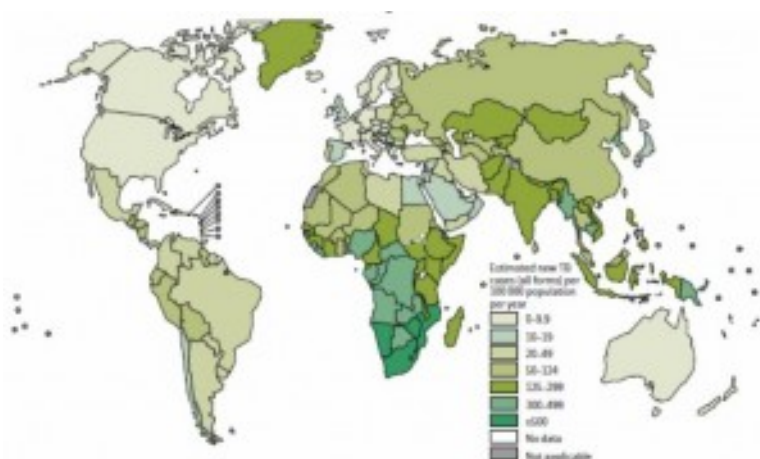 Estimated new TB
cases (all forms) per
100 000 population
per year
0–9.9
10–19
20–49
50–124
125–299
300–499
≥500
No data
Not applicable